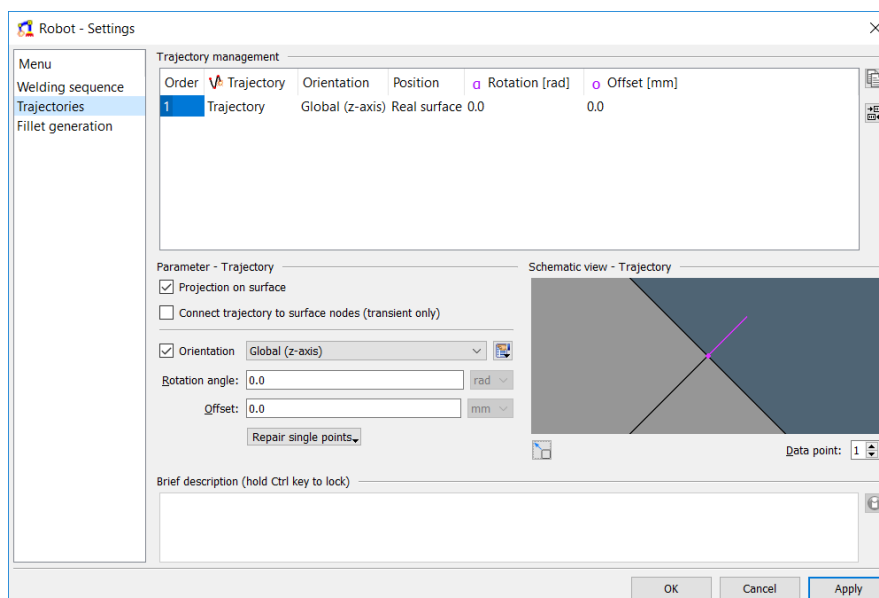 Robot - Settings
Menu
Welding sequence
Trajectories
Fillet generation
Trajectory management
Order Trajectory Orientation Position α Rotation [rad] o Offset [mm]
1 Trajectory Global (z-axis) Real surface 0.0 0.0
Parameter - Trajectory
Projection on surface
Connect trajectory to surface nodes (transient only)
Orientation Global (z-axis)
Rotation angle: 0.0 rad
Offset: 0.0 mm
Repair single points
Schematic view - Trajectory
Data point: 1
Brief description (hold Ctrl key to lock)
OK Cancel Apply